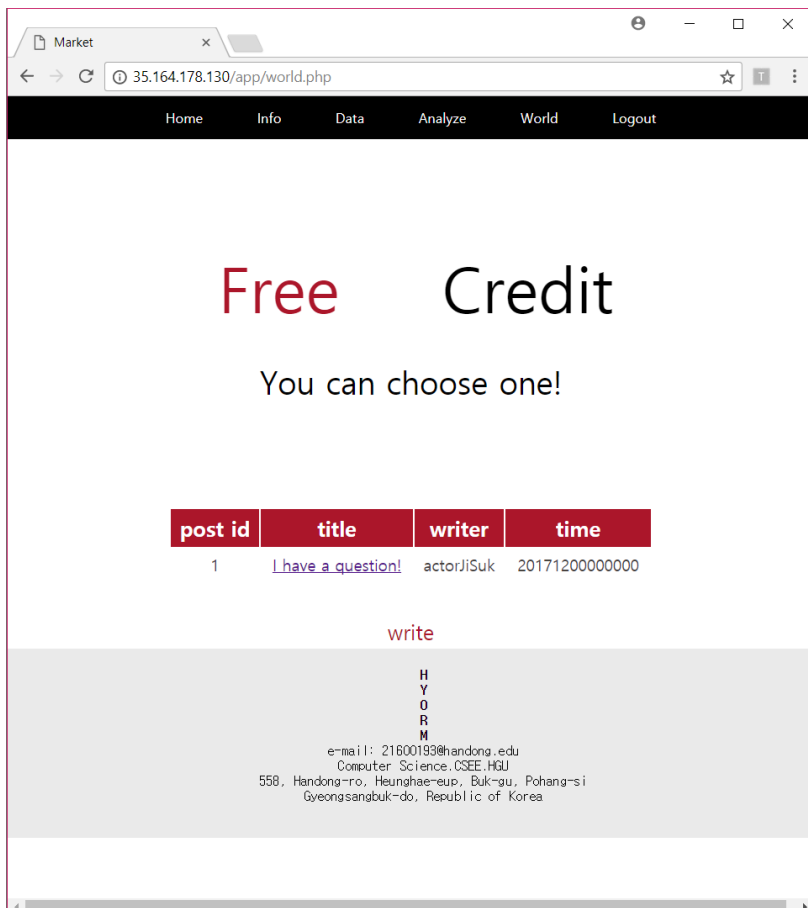 Market
35.164.178.130/app/world.php
T
Home Info Data Analyze World Logout
Free Credit
You can choose one!
post id title writer time
1 I have a question! actorJiSuk 20171200000000
write
H
Y
O
R
M
e-mail: 21600193@handong.edu
Computer Science.CSEE.HGU
558, Handong-ro, Heunghae-eup, Buk-gu, Pohang-si
Gyeongsangbuk-do, Republic of Korea